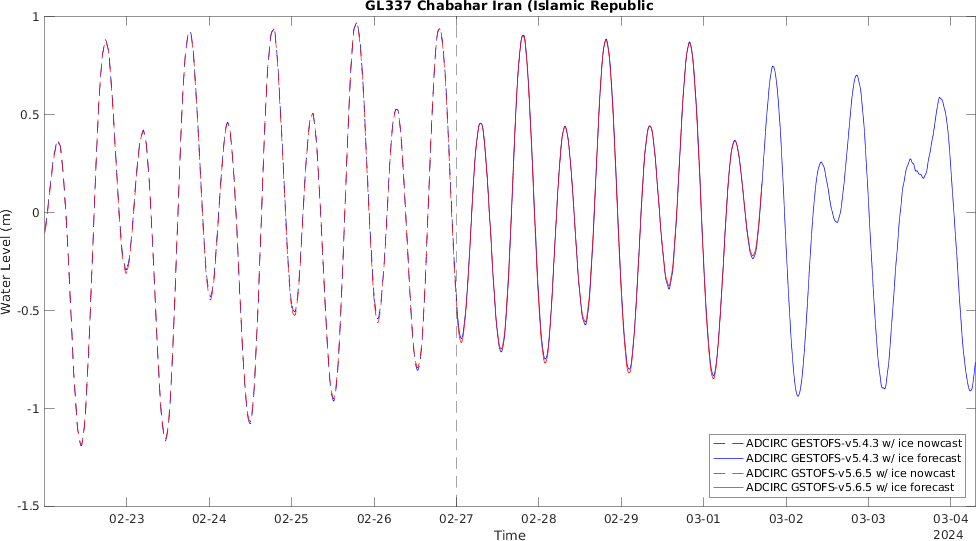 GL337 Chabahar Iran (Islamic Republic
1
0.5
0
-0.5
-1
-1.5
Water Level (m)
02-23 02-24 02-25 02-26 02-27 02-28 02-29 03-01 03-02 03-03 03-04
2024
Time
ADCIRC GESTOFS-v5.4.3 w/ ice nowcast
ADCIRC GESTOFS-v5.4.3 w/ ice forecast
ADCIRC GSTOFS-v5.6.5 w/ ice nowcast
ADCIRC GSTOFS-v5.6.5 w/ ice forecast